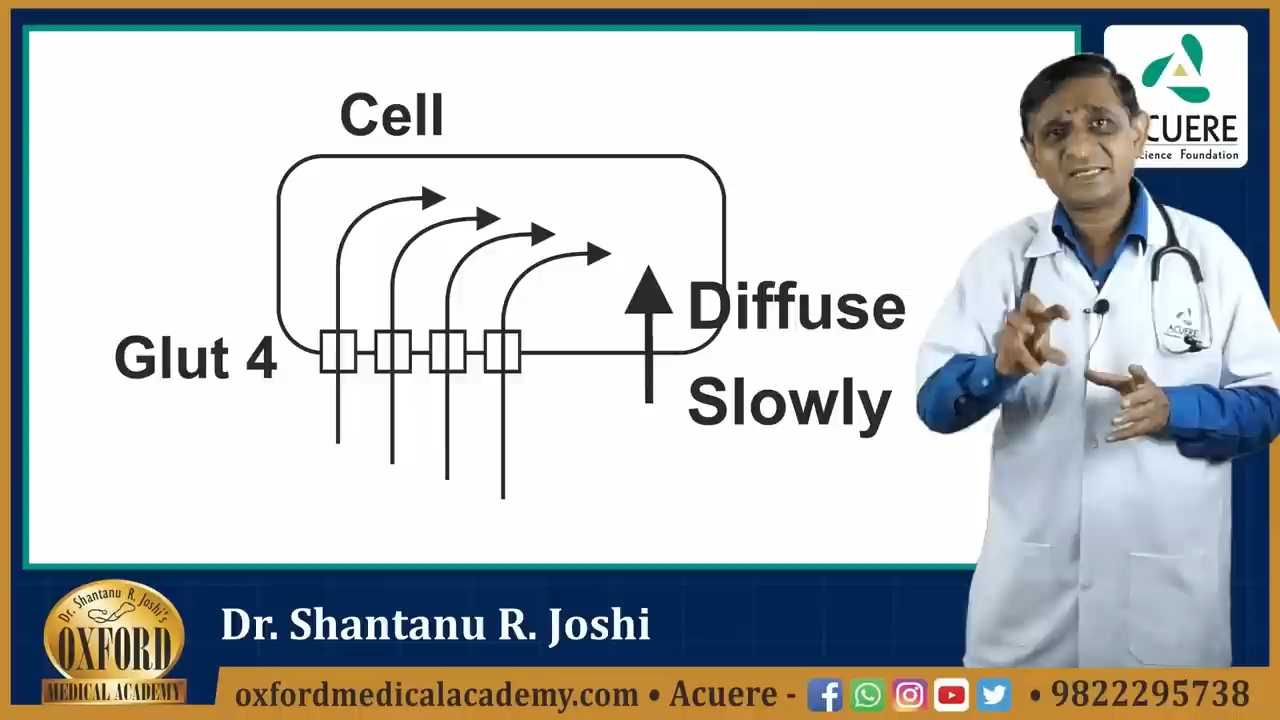 Cell
Glut 4
Diffuse
Slowly
CUERE
cience Foundation
ACUERE
Dr. Shantanu R. Joshi's
OXFORD
MEDICAL ACADEMY
Dr. Shantanu R. Joshi
oxfordmedicalacademy.com • Acuere - • 9822295738